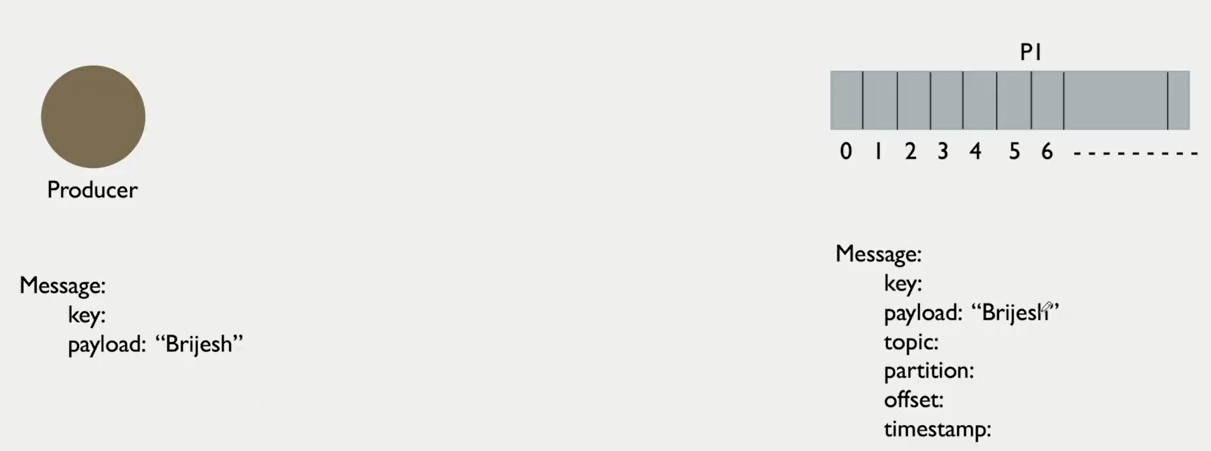 P1
0 1 2 3 4 5 6 ---------
Producer
Message:
key:
payload: “Brijesh”
Message:
key:
payload: “Brijesh”
topic:
partition:
offset:
timestamp: